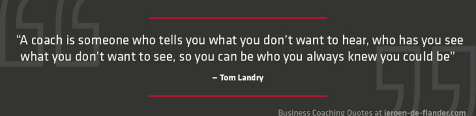 “A coach is someone who tells you what you don’t want to hear, who has you see
what you don’t want to see, so you can be who you always knew you could be”
– Tom Landry
Business Coaching Quotes at jeroen-de-flander.com